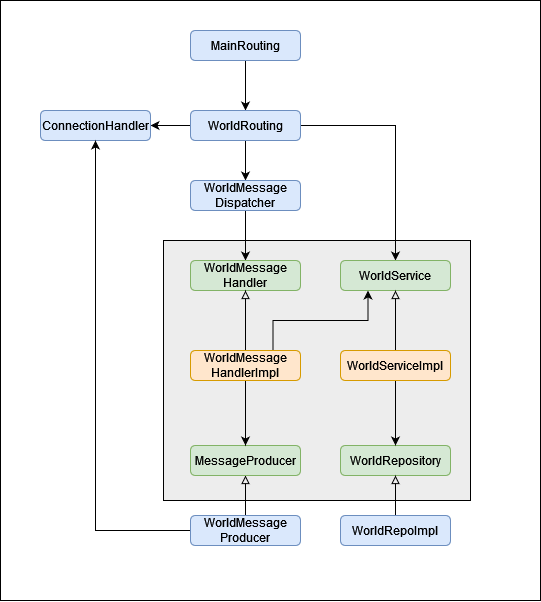 MainRouting
ConnectionHandler
WorldRouting
WorldMessage
Dispatcher
WorldMessage
Handler
WorldService
WorldMessage
HandlerImpl
WorldServiceImpl
MessageProducer
WorldRepository
WorldMessage
Producer
WorldRepoImpl